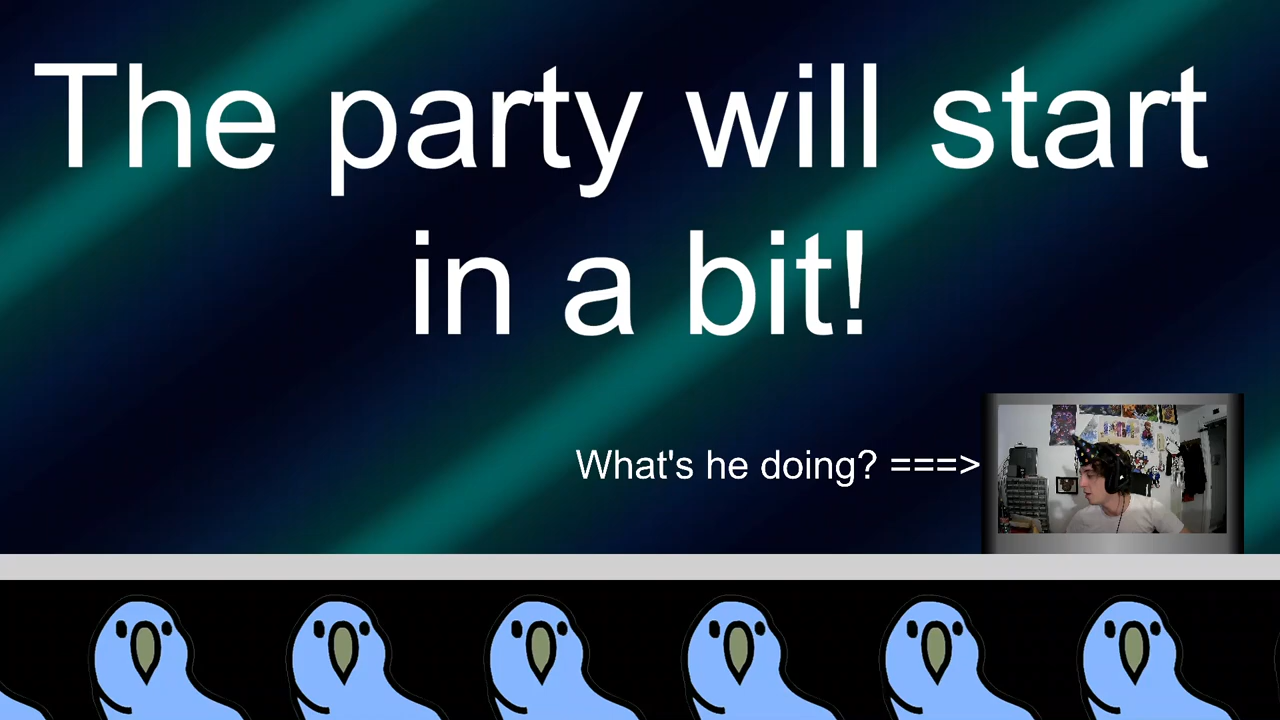 The party will start
in a bit!
What's he doing? ===>